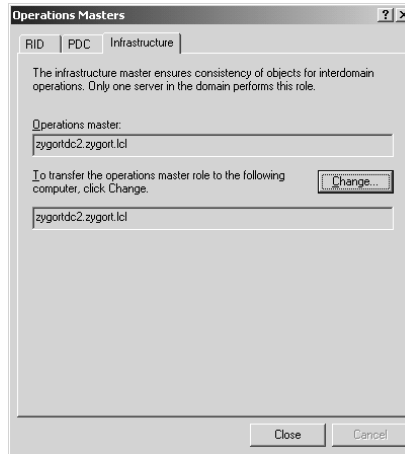 Operations Masters
RID PDC Infrastructure
The infrastructure master ensures consistency of objects for interdomain
operations. Only one server in the domain performs this role.
Operations master:
zygortdc2.zygort.lcl
To transfer the operations master role to the following
computer, click Change.
Change...
zygortdc2.zygort.lcl
Close Cancel